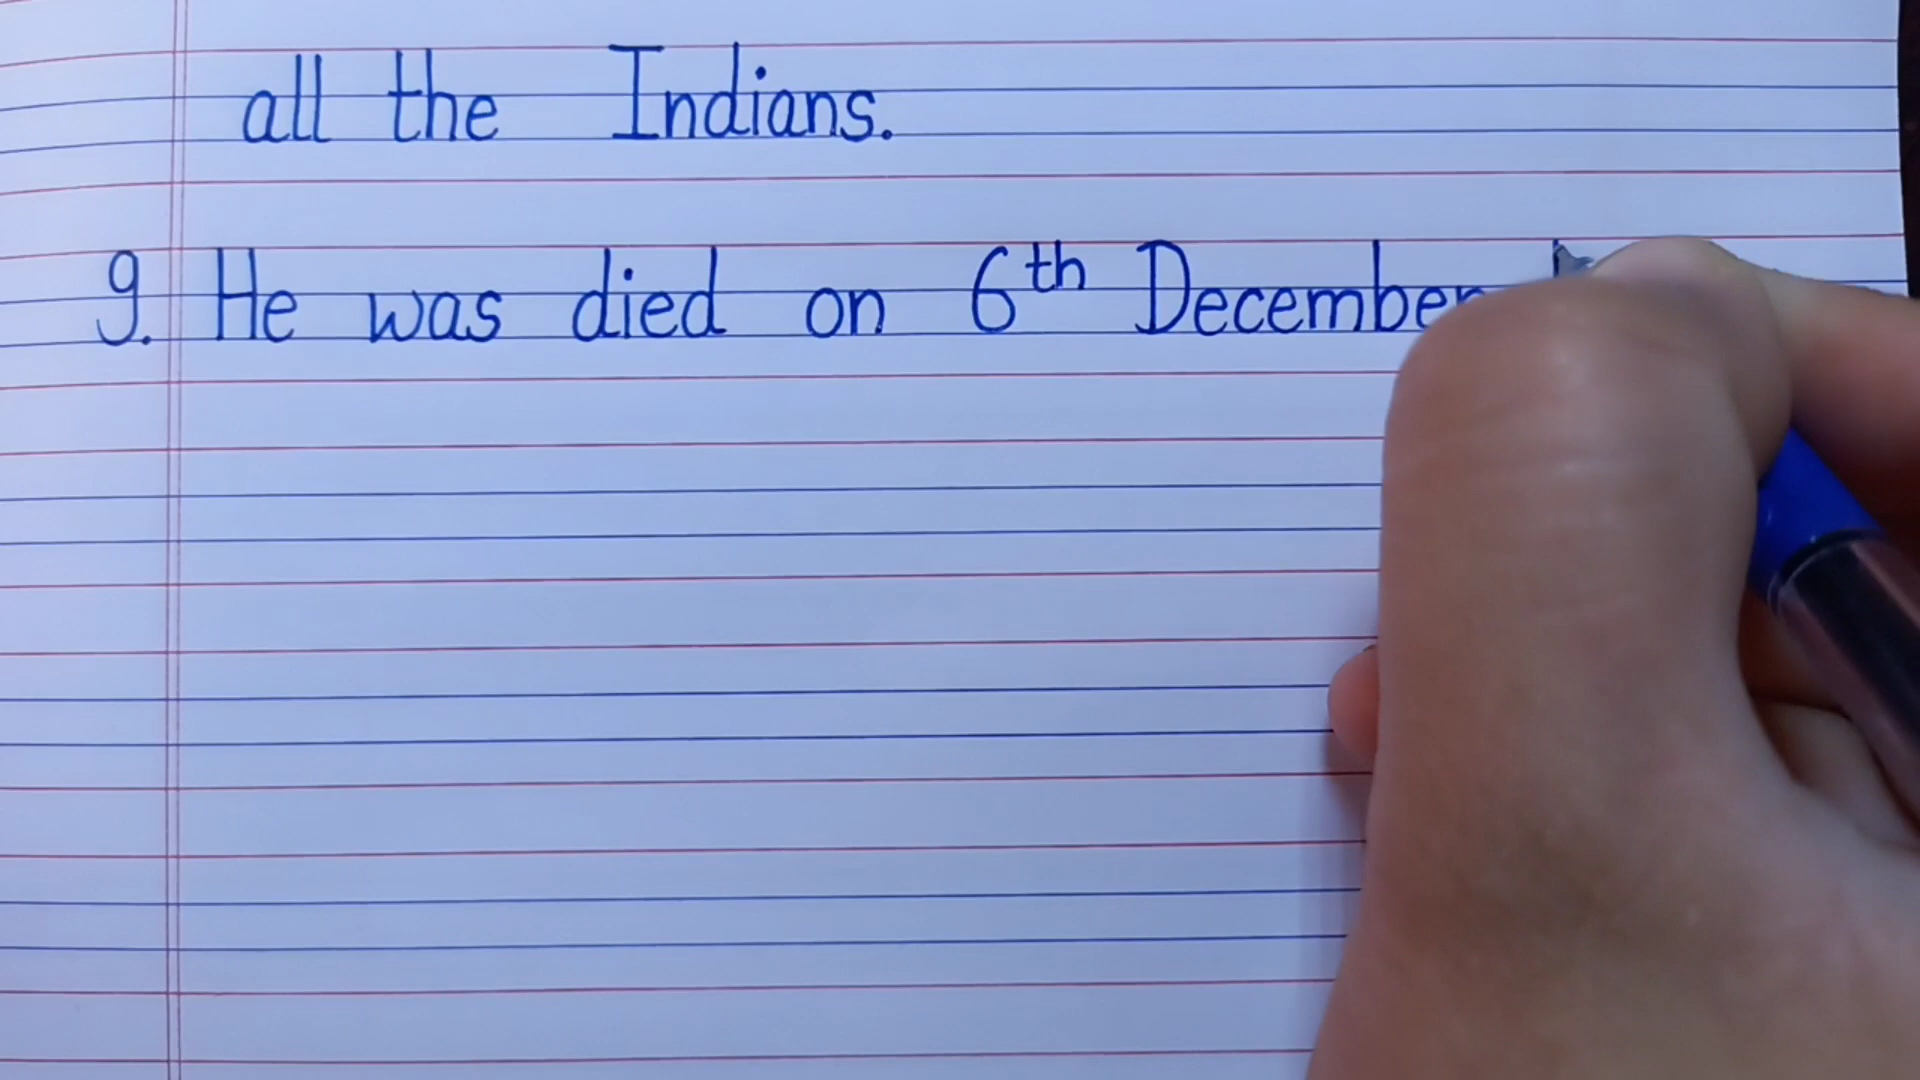 all the Indians.
9. He was died on 6th December